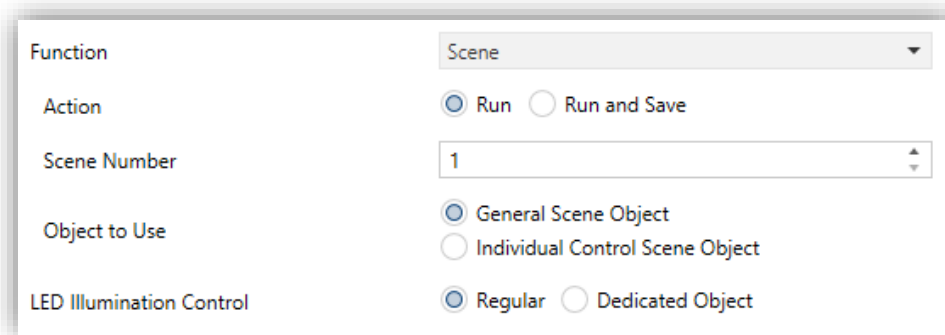 Function Scene
Action Run Run and Save
Scene Number 1
Object to Use General Scene Object
Individual Control Scene Object
LED Illumination Control Regular Dedicated Object